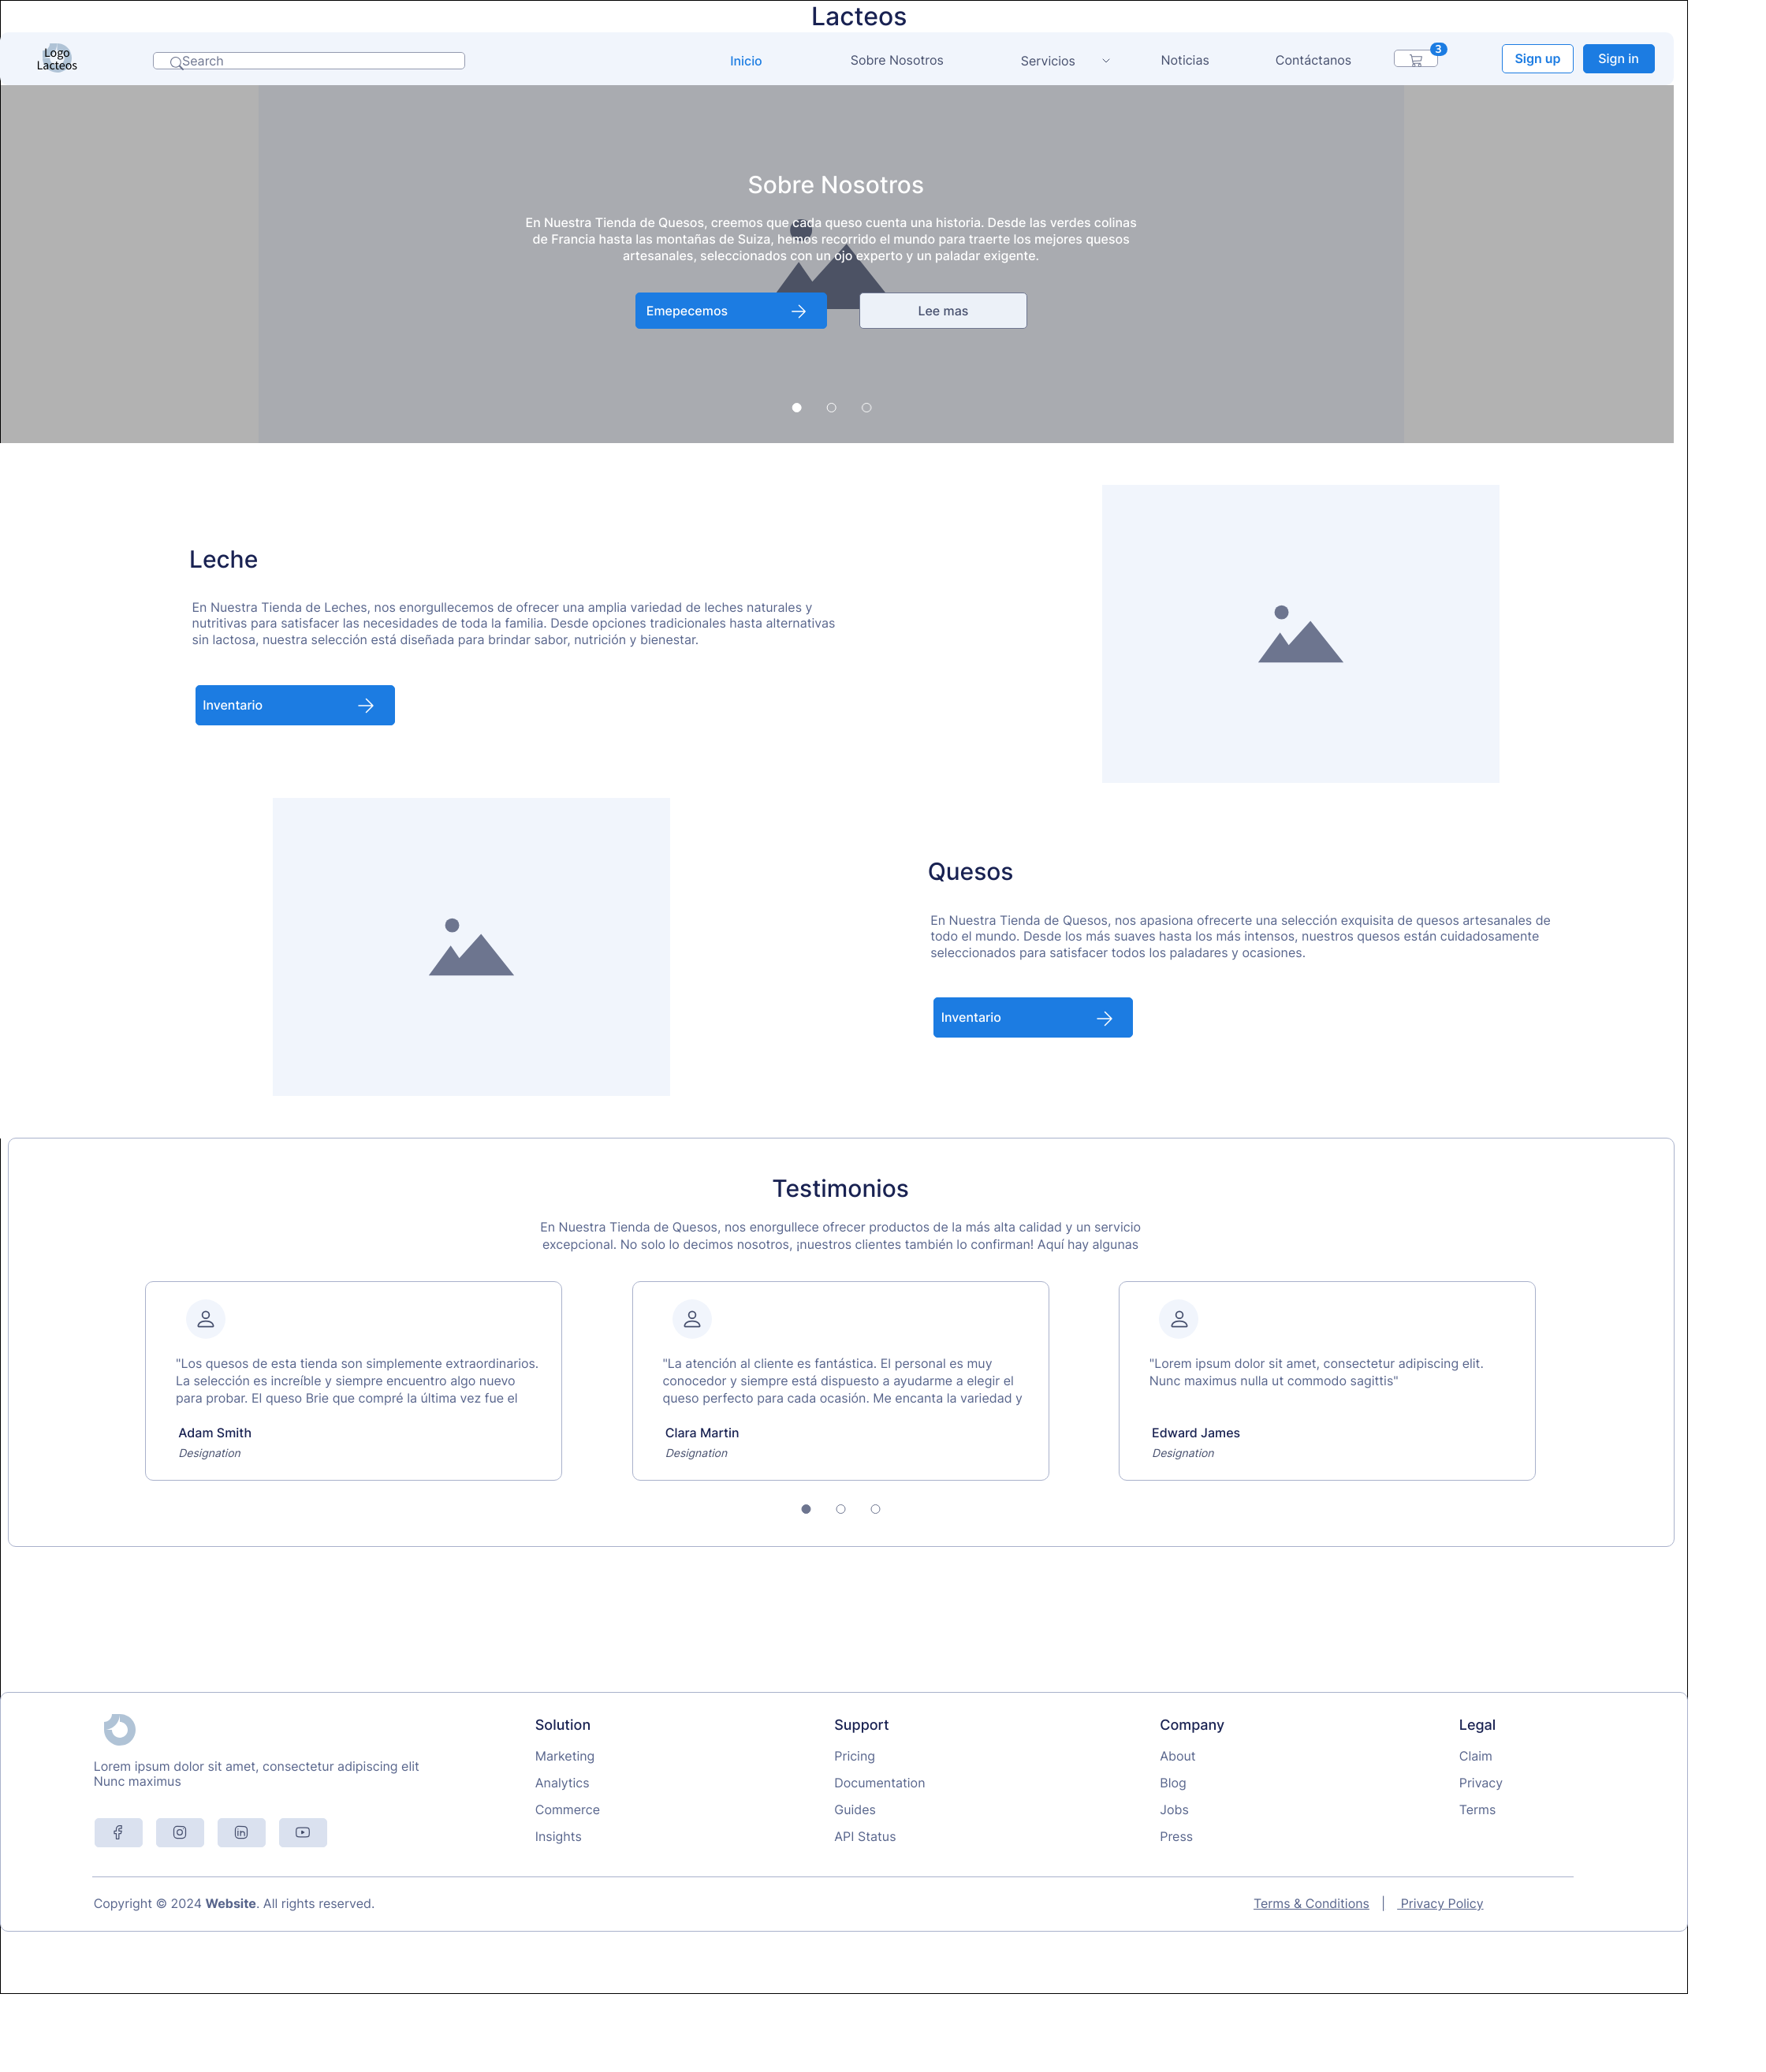 Lacteos
Logo
Lacteos
Search
Inicio
Sobre Nosotros
Servicios
Noticias
Contáctanos
3
Sign up
Sign in
Sobre Nosotros
En Nuestra Tienda de Quesos, creemos que cada queso cuenta una historia. Desde las verdes colinas
de Francia hasta las montañas de Suiza, hemos recorrido el mundo para traerte los mejores quesos
artesanales, seleccionados con un ojo experto y un paladar exigente.
Emepecemos
Lee mas
Leche
En Nuestra Tienda de Leches, nos enorgullecemos de ofrecer una amplia variedad de leches naturales y
nutritivas para satisfacer las necesidades de toda la familia. Desde opciones tradicionales hasta alternativas
sin lactosa, nuestra selección está diseñada para brindar sabor, nutrición y bienestar.
Inventario
Quesos
En Nuestra Tienda de Quesos, nos apasiona ofrecerte una selección exquisita de quesos artesanales de
todo el mundo. Desde los más suaves hasta los más intensos, nuestros quesos están cuidadosamente
seleccionados para satisfacer todos los paladares y ocasiones.
Inventario
Testimonios
En Nuestra Tienda de Quesos, nos enorgullece ofrecer productos de la más alta calidad y un servicio
excepcional. No solo lo decimos nosotros, ¡nuestros clientes también lo confirman! Aquí hay algunas
"Los quesos de esta tienda son simplemente extraordinarios.
La selección es increíble y siempre encuentro algo nuevo
para probar. El queso Brie que compré la última vez fue el
Adam Smith
Designation
"La atención al cliente es fantástica. El personal es muy
conocedor y siempre está dispuesto a ayudarme a elegir el
queso perfecto para cada ocasión. Me encanta la variedad y
Clara Martin
Designation
"Lorem ipsum dolor sit amet, consectetur adipiscing elit.
Nunc maximus nulla ut commodo sagittis"
Edward James
Designation
Lorem ipsum dolor sit amet, consectetur adipiscing elit
Nunc maximus
Solution
Marketing
Analytics
Commerce
Insights
Support
Pricing
Documentation
Guides
API Status
Company
About
Blog
Jobs
Press
Legal
Claim
Privacy
Terms
Copyright © 2024 Website. All rights reserved.
Terms & Conditions | Privacy Policy